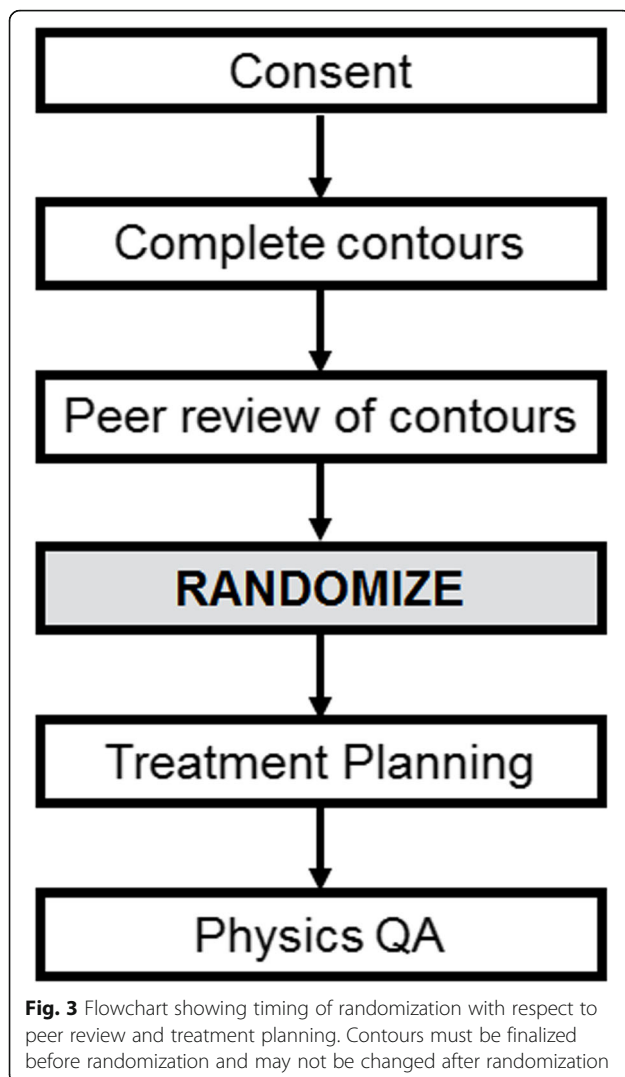 Consent
Complete contours
Peer review of contours
RANDOMIZE
Treatment Planning
Physics QA
Fig. 3 Flowchart showing timing of randomization with respect to
peer review and treatment planning. Contours must be finalized
before randomization and may not be changed after randomization